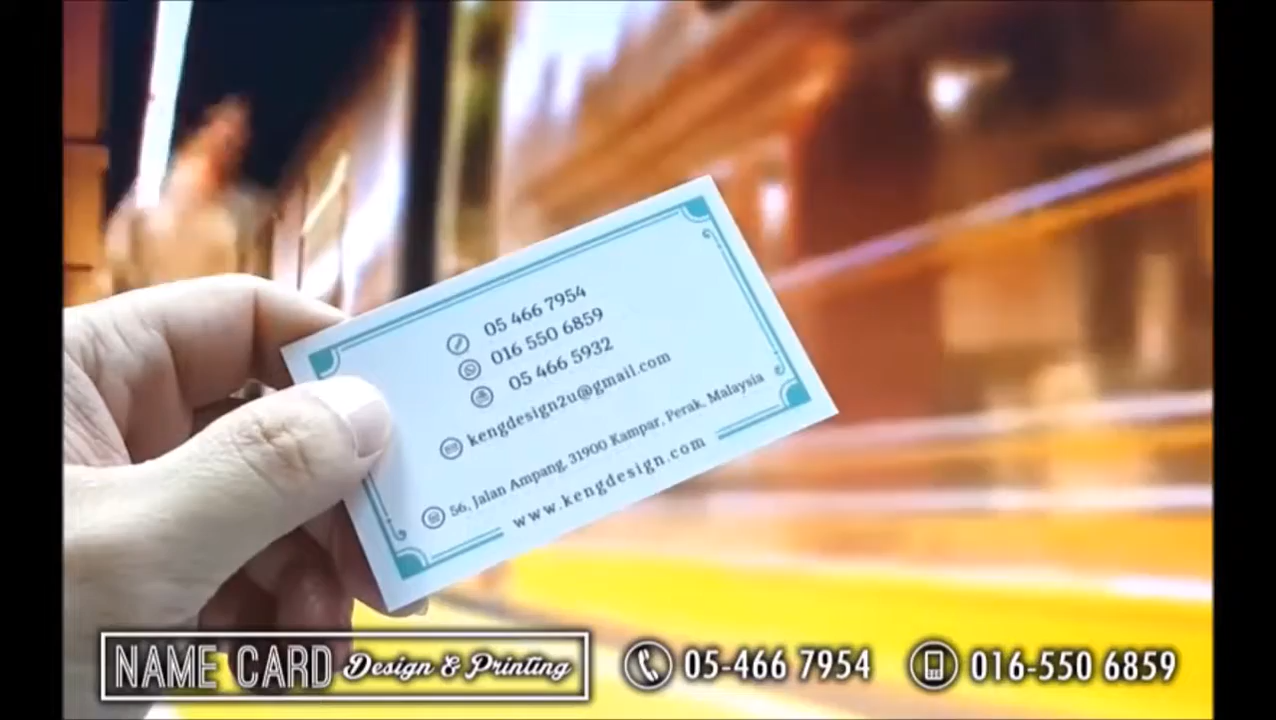 05 466 7954
016 550 6859
05 466 5932
kengdesign2u@gmail.com
56, Jalan Ampang, 31900 Kampar, Perak, Malaysia
www.kengdesign.com
NAME CARD Design & Printing
05-466 7954
016-550 6859